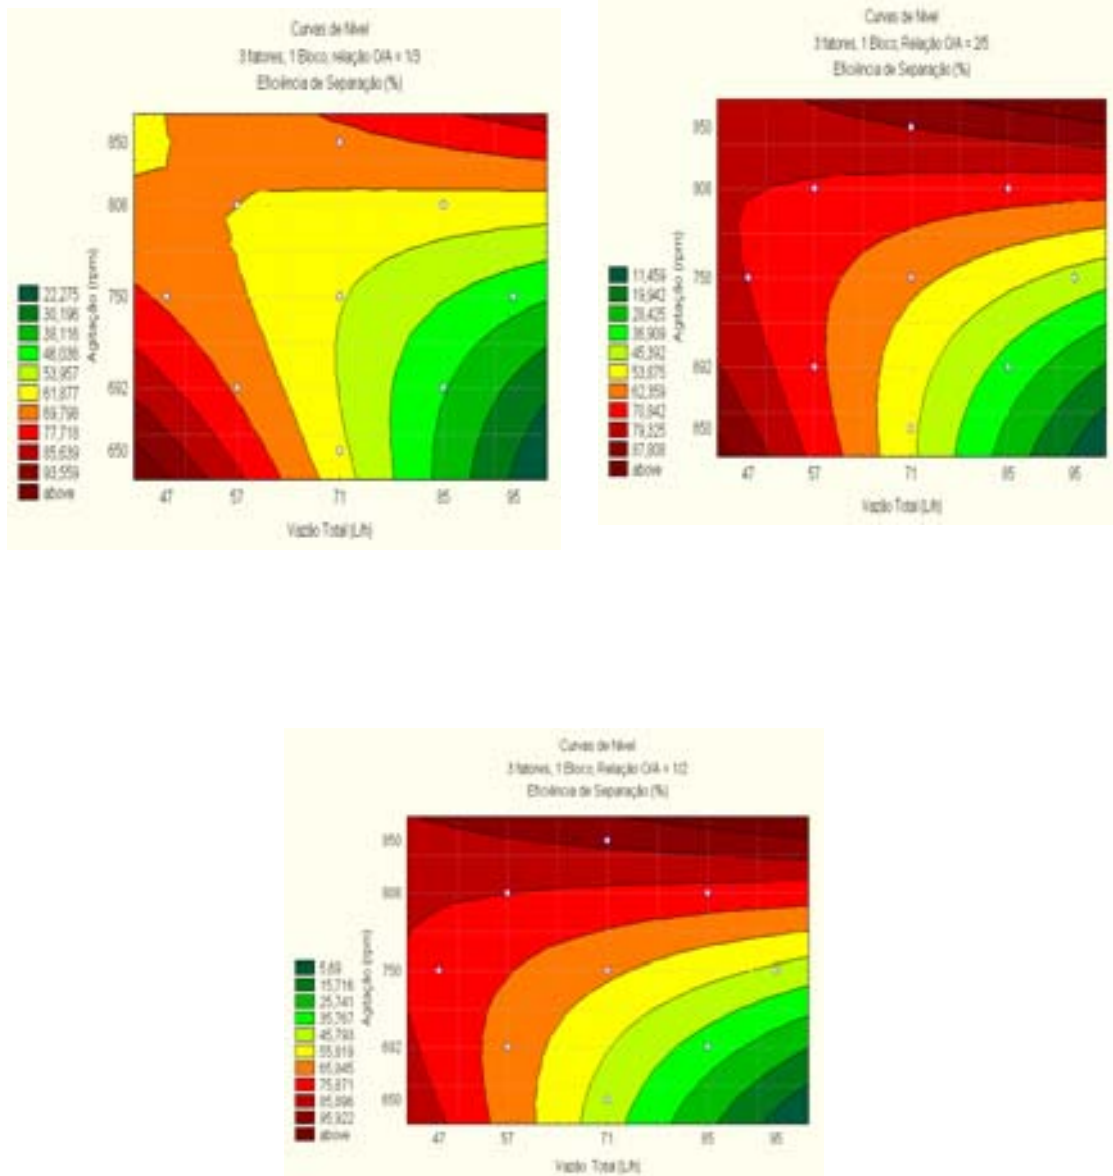 Curvas de Nível
3 fatores, 1 Bloco, relação O/A = 1/3
Eficiência de Separação (%)
850
808
750
692
650
Agitação (rpm)
22,275
30,196
38,116
46,036
53,957
61,877
69,798
77,718
85,639
93,559
above
47 57 71 85 95
Vazão Total (L/h)
Curvas de Nível
3 fatores, 1 Bloco, Relação O/A = 2/5
Eficiência de Separação (%)
850
808
750
692
650
Agitação (rpm)
11,459
19,942
28,425
36,909
45,392
53,875
62,359
70,842
79,325
87,808
above
47 57 71 85 95
Vazão Total (L/h)
Curvas de Nível
3 fatores, 1 Bloco, Relação O/A = 1/2
Eficiência de Separação (%)
850
808
750
692
650
Agitação (rpm)
5,69
15,716
25,741
35,767
45,793
55,819
65,845
75,871
85,896
95,922
above
47 57 71 85 95
Vazão Total (L/h)